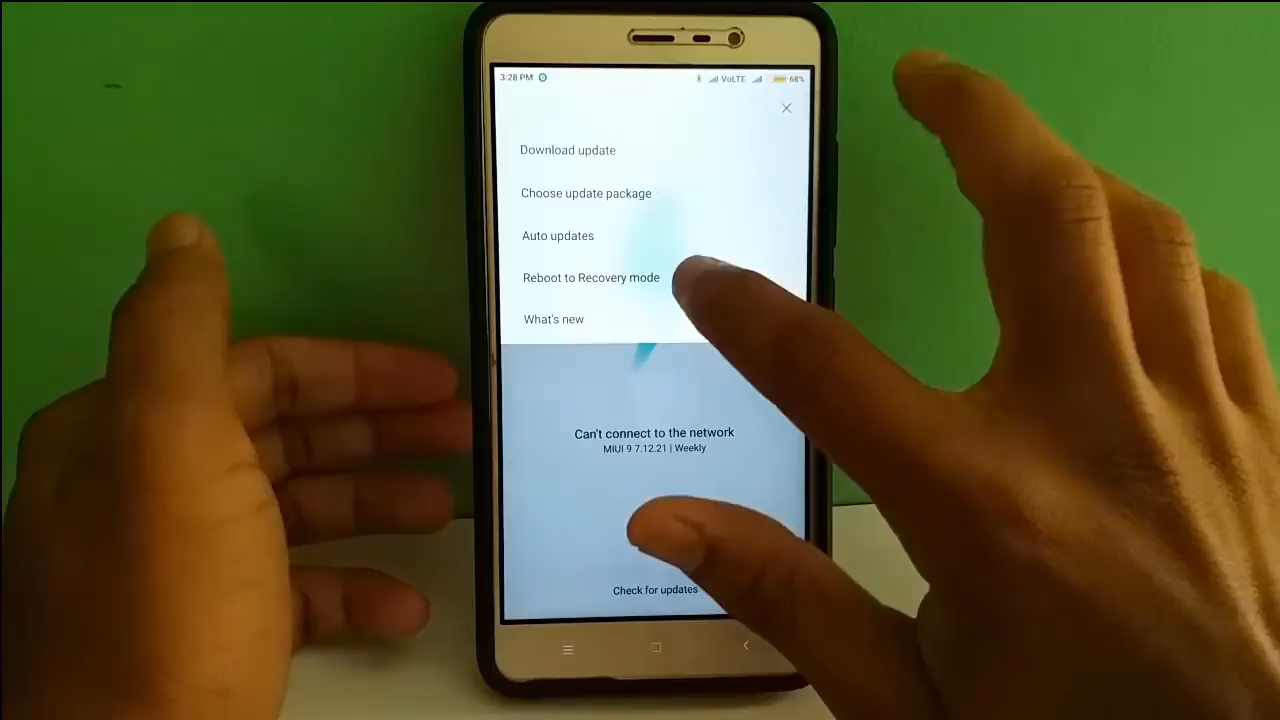 3:28 PM VoLTE 68%
Download update
Choose update package
Auto updates
Reboot to Recovery mode
What's new
Can't connect to the network
MIUI 9 7.12.21 | Weekly
Check for updates